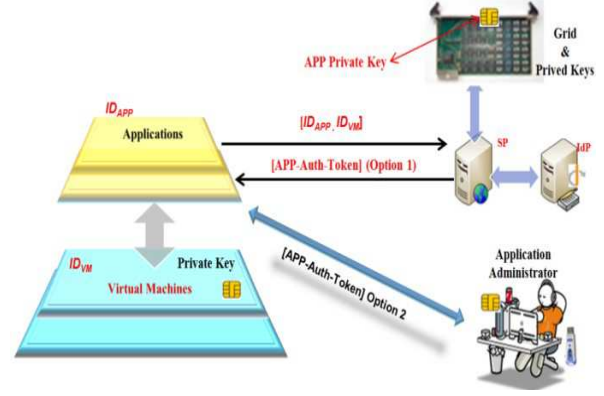 Grid
&
Prived Keys
APP Private Key
ID_APP
Applications
[ID_APP, ID_VM]
SP
IdP
[APP-Auth-Token] (Option 1)
ID_VM
Private Key
Virtual Machines
[APP-Auth-Token] Option 2
Application
Administrator